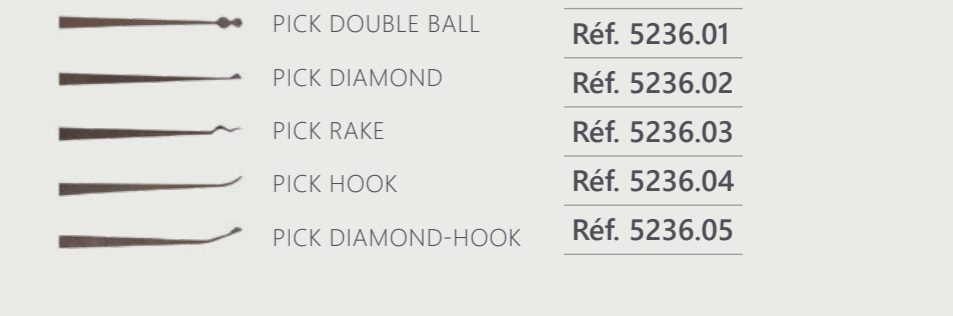 PICK DOUBLE BALL Réf. 5236.01
PICK DIAMOND Réf. 5236.02
PICK RAKE Réf. 5236.03
PICK HOOK Réf. 5236.04
PICK DIAMOND-HOOK Réf. 5236.05